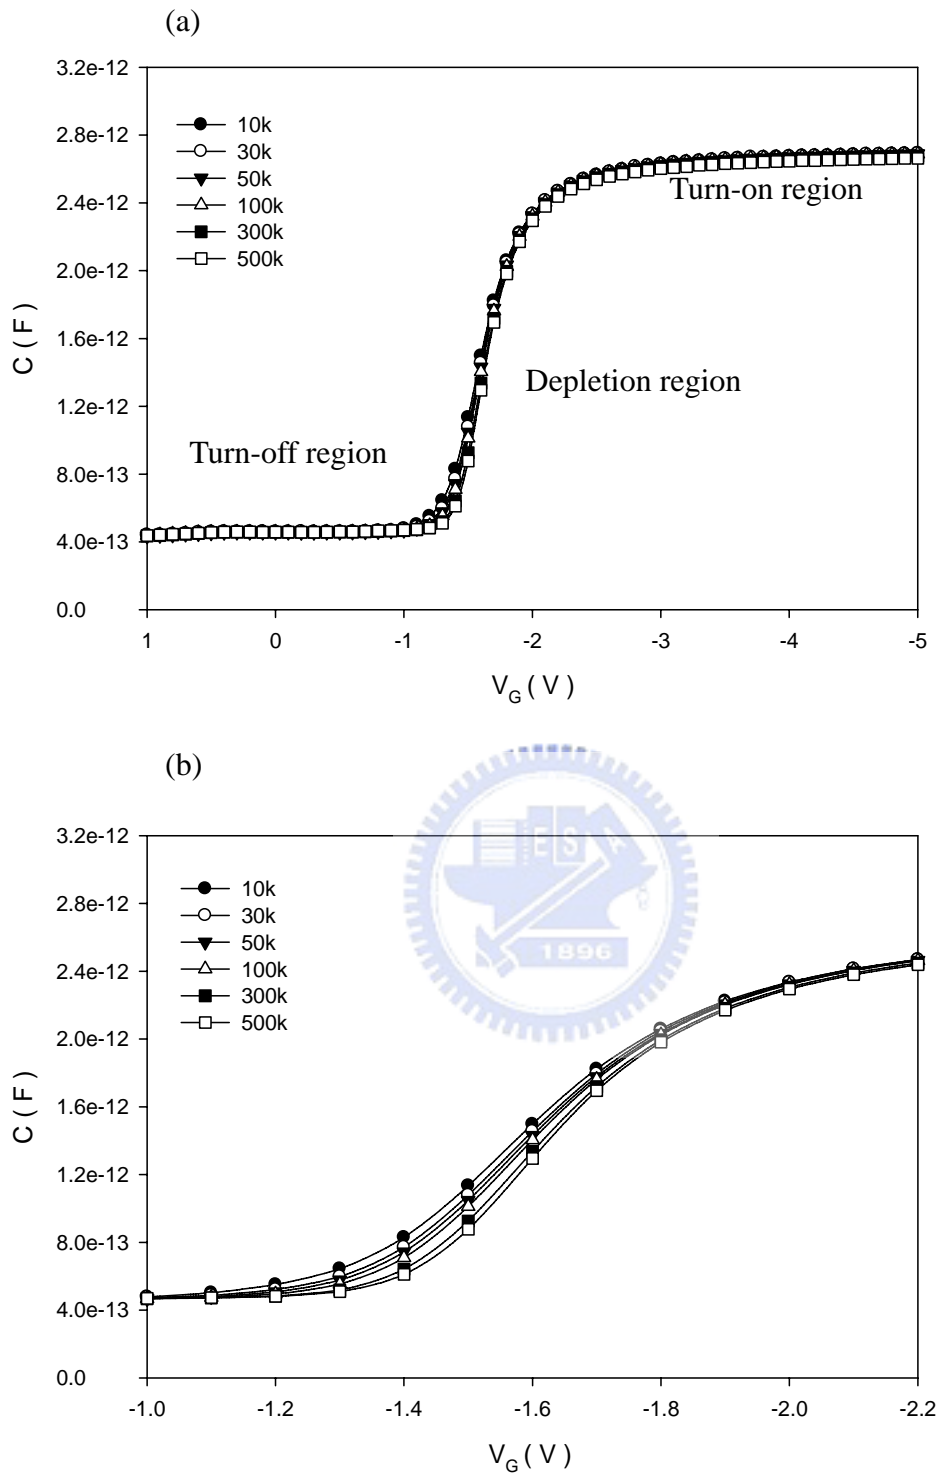 (a)
3.2e-12
2.8e-12
2.4e-12
2.0e-12
1.6e-12
1.2e-12
8.0e-13
4.0e-13
0.0
C ( F )
10k
30k
50k
100k
300k
500k
Turn-on region
Depletion region
Turn-off region
1 0 -1 -2 -3 -4 -5
V_G ( V )
(b)
3.2e-12
2.8e-12
2.4e-12
2.0e-12
1.6e-12
1.2e-12
8.0e-13
4.0e-13
0.0
C ( F )
10k
30k
50k
100k
300k
500k
E S A
1896
-1.0 -1.2 -1.4 -1.6 -1.8 -2.0 -2.2
V_G ( V )